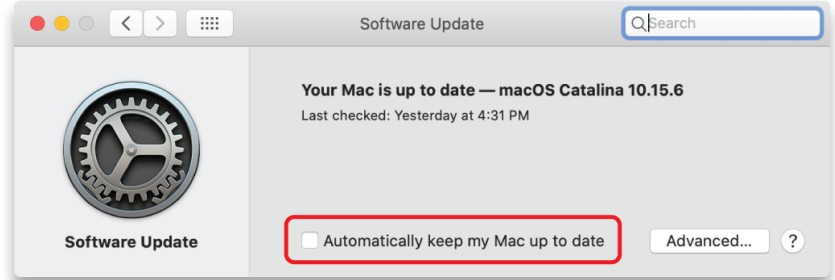 Software Update
Search
Your Mac is up to date — macOS Catalina 10.15.6
Last checked: Yesterday at 4:31 PM
Automatically keep my Mac up to date
Advanced...
?
Software Update